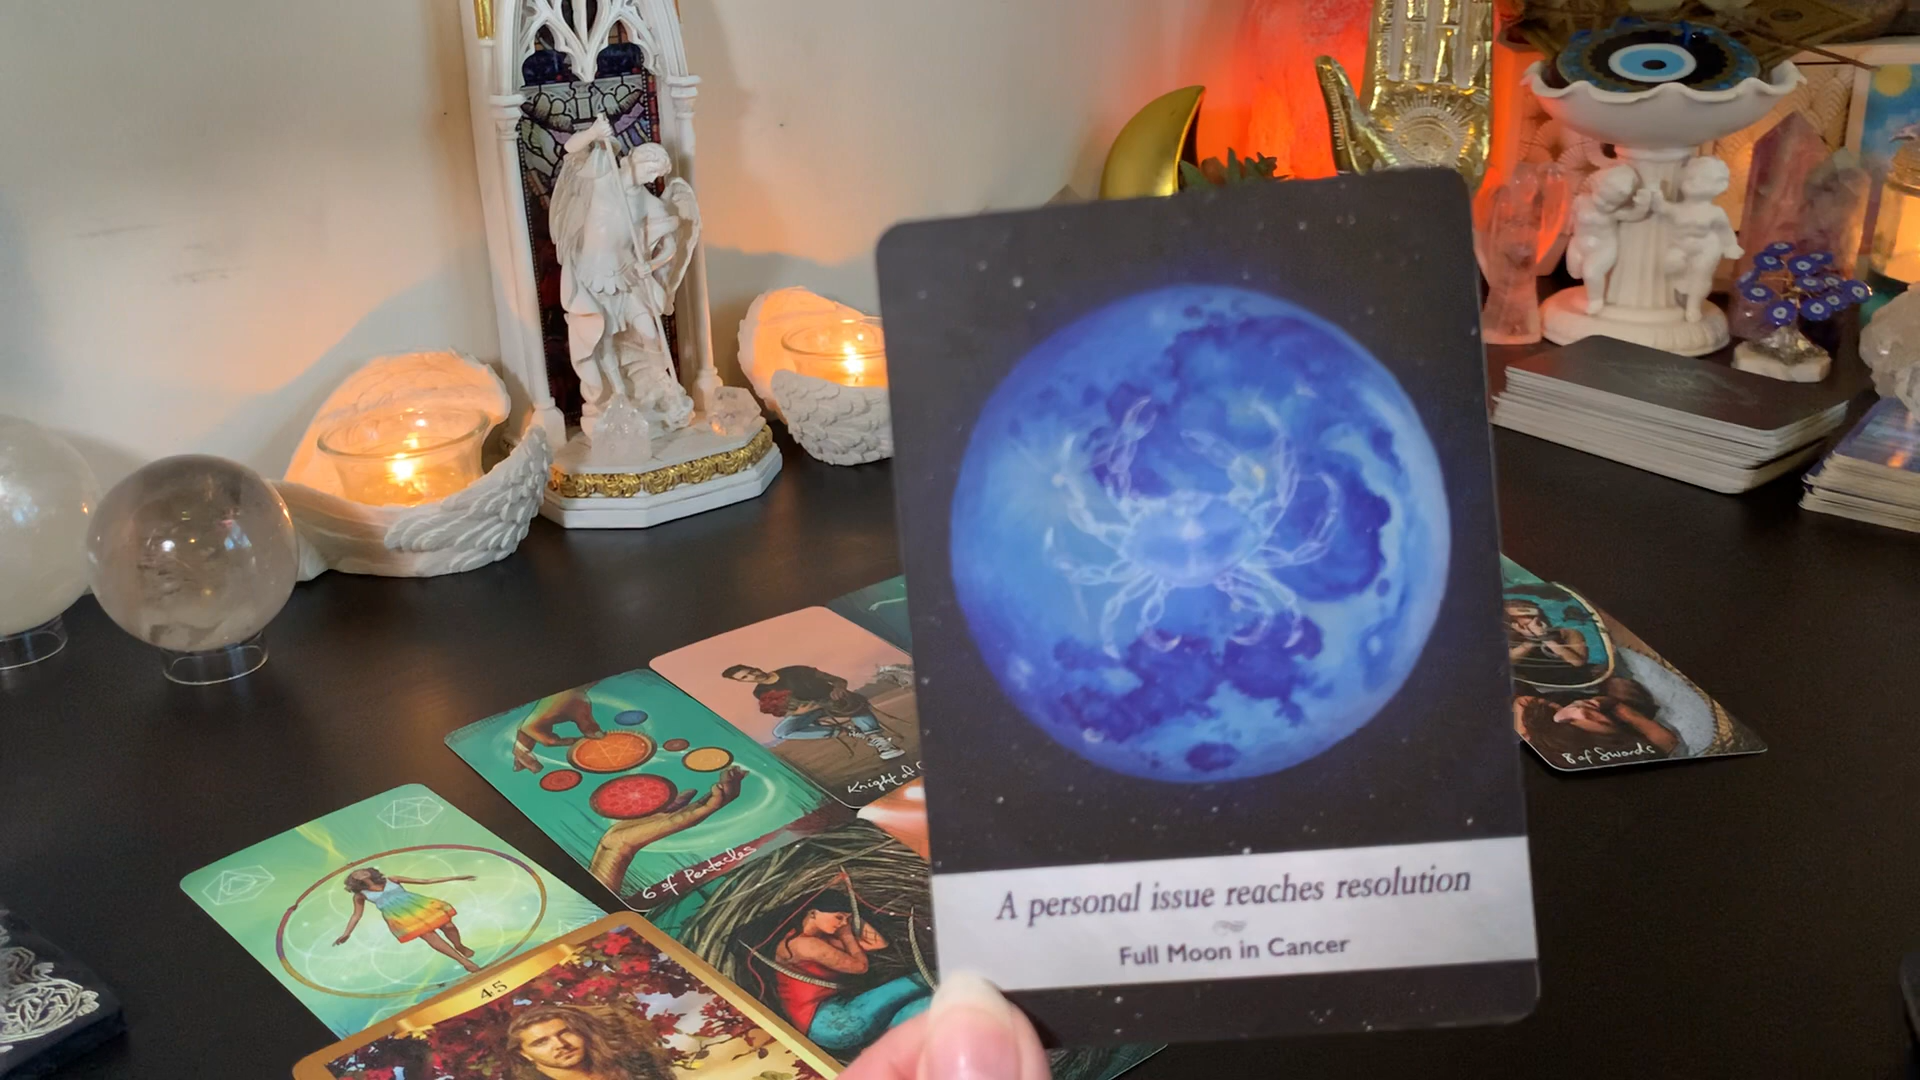 A personal issue reaches resolution
Full Moon in Cancer
Knight of
6 of Pentacles
8 of Swords
45